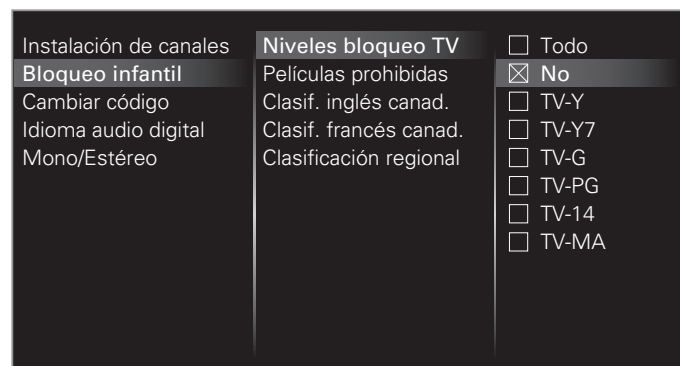 Instalación de canales
Bloqueo infantil
Cambiar código
Idioma audio digital
Mono/Estéreo
Niveles bloqueo TV
Películas prohibidas
Clasif. inglés canad.
Clasif. francés canad.
Clasificación regional
Todo
No
TV-Y
TV-Y7
TV-G
TV-PG
TV-14
TV-MA